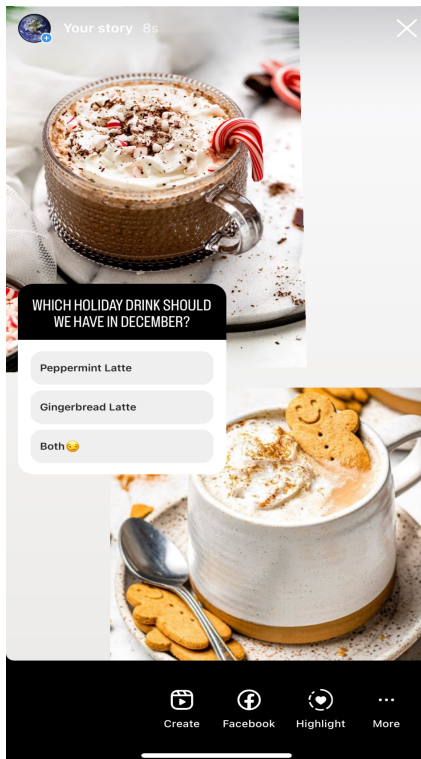 Your story 8s
WHICH HOLIDAY DRINK SHOULD
WE HAVE IN DECEMBER?
Peppermint Latte
Gingerbread Latte
Both😏
Create
Facebook
Highlight
More